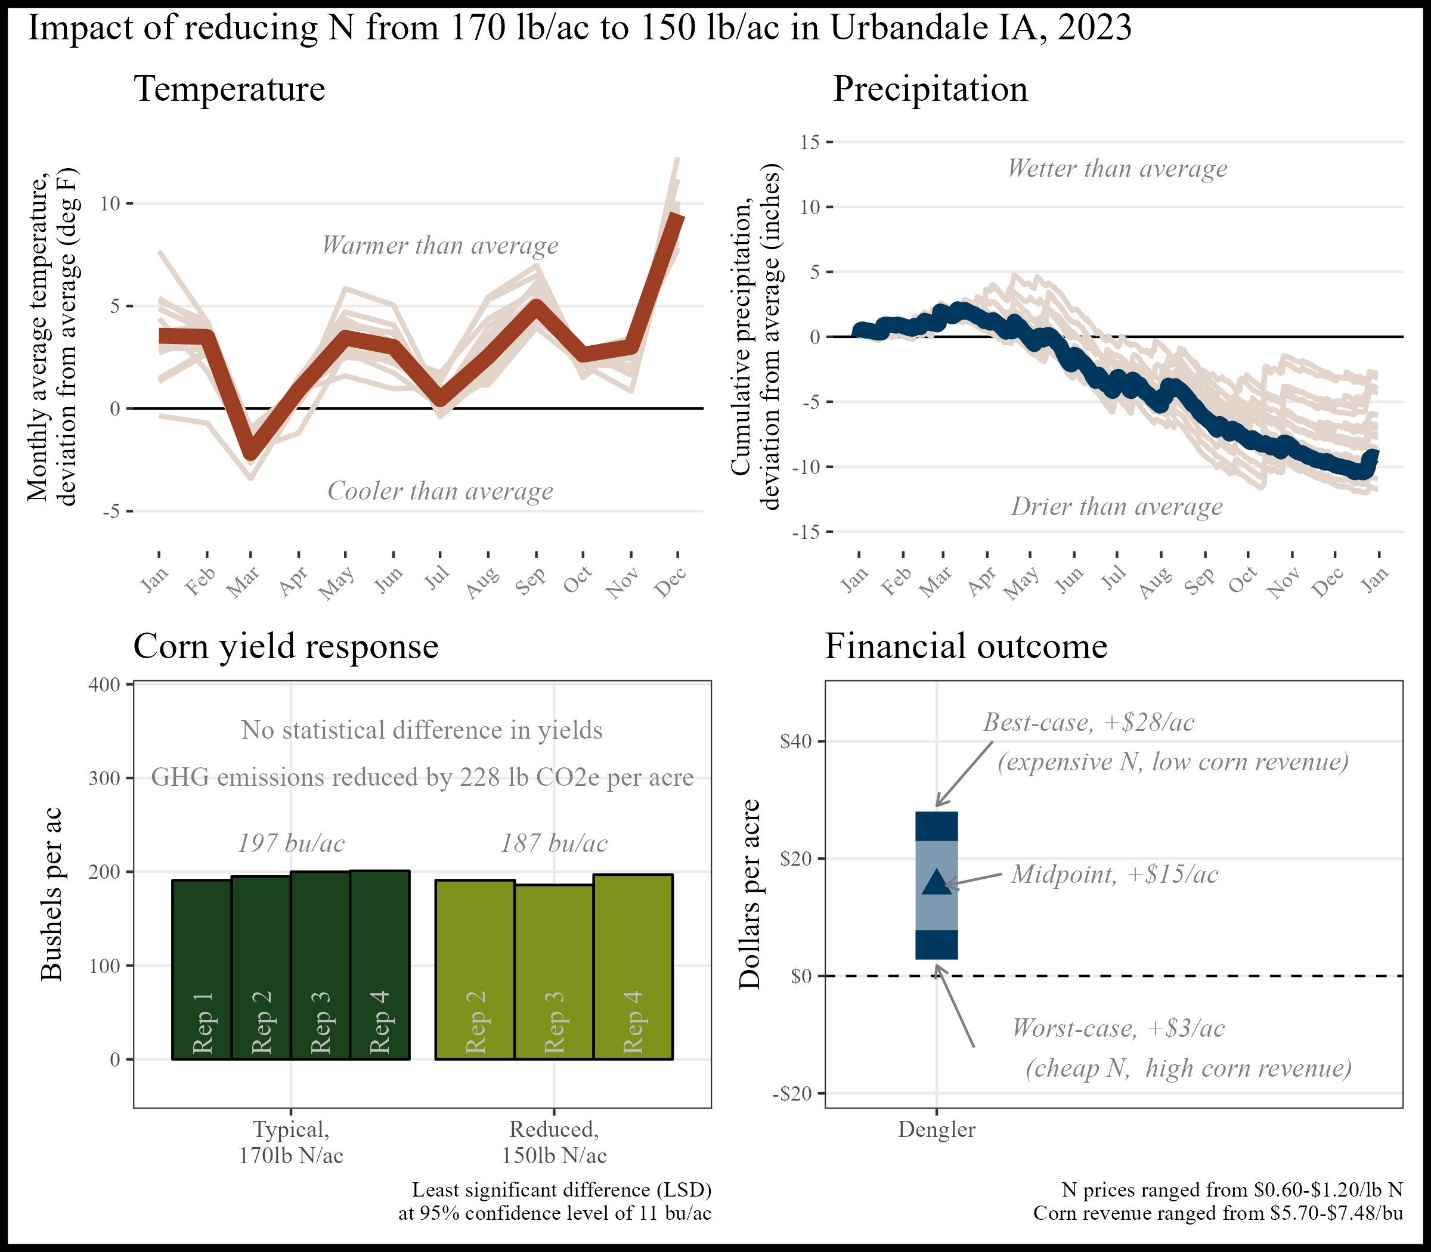 Impact of reducing N from 170 lb/ac to 150 lb/ac in Urbandale IA, 2023
Temperature
Monthly average temperature,
deviation from average (deg F)
10
5
0
-5
Warmer than average
Cooler than average
Jan
Feb
Mar
Apr
May
Jun
Jul
Aug
Sep
Oct
Nov
Dec
Precipitation
Cumulative precipitation,
deviation from average (inches)
15
10
5
0
-5
-10
-15
Wetter than average
Drier than average
Jan
Feb
Mar
Apr
May
Jun
Jul
Aug
Sep
Oct
Nov
Dec
Jan
Corn yield response
Bushels per ac
400
300
200
100
0
No statistical difference in yields
GHG emissions reduced by 228 lb CO2e per acre
197 bu/ac
187 bu/ac
Rep 1
Rep 2
Rep 3
Rep 4
Rep 2
Rep 3
Rep 4
Typical,
170lb N/ac
Reduced,
150lb N/ac
Least significant difference (LSD)
at 95% confidence level of 11 bu/ac
Financial outcome
Dollars per acre
$40
$20
$0
-$20
Best-case, +$28/ac
(expensive N, low corn revenue)
Midpoint, +$15/ac
Worst-case, +$3/ac
(cheap N,  high corn revenue)
Dengler
N prices ranged from $0.60-$1.20/lb N
Corn revenue ranged from $5.70-$7.48/bu